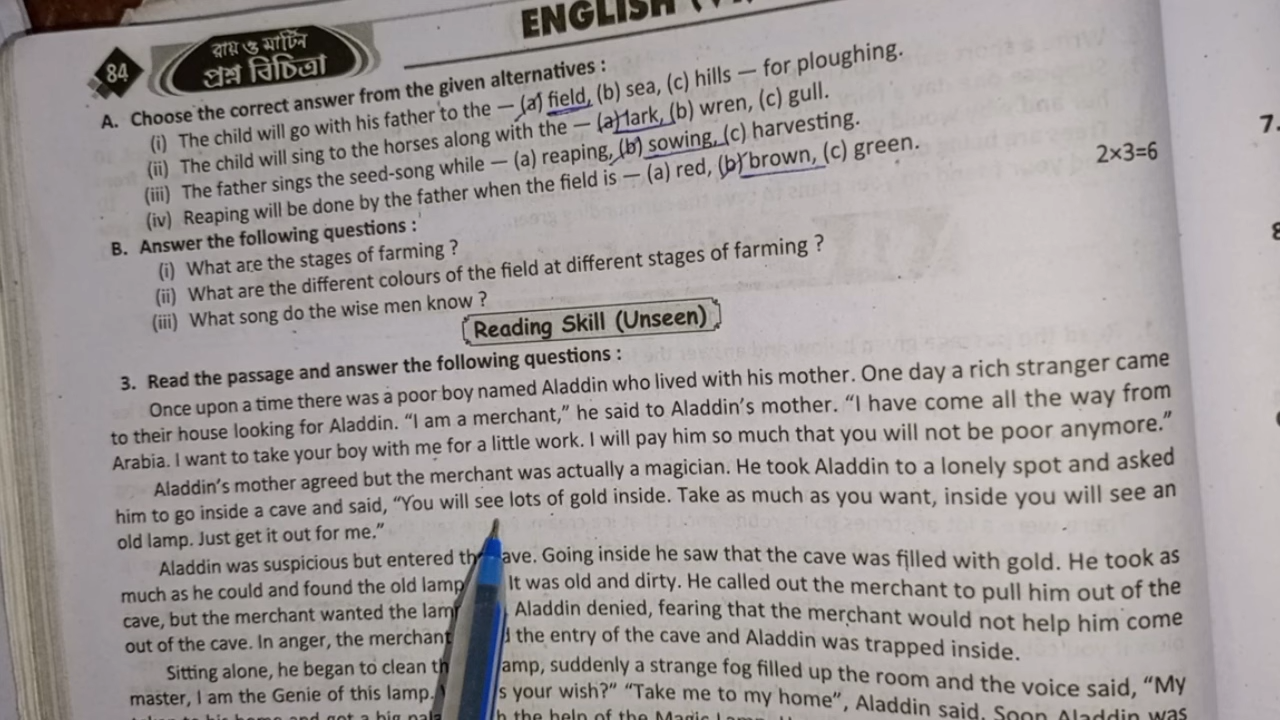 ENGLISH
84
রায় ও মার্টিন
প্রশ্ন বিচিত্রা
A. Choose the correct answer from the given alternatives :
(i) The child will go with his father to the — (a) field, (b) sea, (c) hills — for ploughing.
(ii) The child will sing to the horses along with the — (a) lark, (b) wren, (c) gull.
(iii) The father sings the seed-song while — (a) reaping, (b) sowing, (c) harvesting.
(iv) Reaping will be done by the father when the field is — (a) red, (b) brown, (c) green.
B. Answer the following questions : 2×3=6
(i) What are the stages of farming ?
(ii) What are the different colours of the field at different stages of farming ?
(iii) What song do the wise men know ?
Reading Skill (Unseen)
3. Read the passage and answer the following questions :
Once upon a time there was a poor boy named Aladdin who lived with his mother. One day a rich stranger came
to their house looking for Aladdin. “I am a merchant,” he said to Aladdin’s mother. “I have come all the way from
Arabia. I want to take your boy with me for a little work. I will pay him so much that you will not be poor anymore.”
Aladdin’s mother agreed but the merchant was actually a magician. He took Aladdin to a lonely spot and asked
him to go inside a cave and said, “You will see lots of gold inside. Take as much as you want, inside you will see an
old lamp. Just get it out for me.”
Aladdin was suspicious but entered ave. Going inside he saw that the cave was filled with gold. He took as
much as he could and found the old lamp It was old and dirty. He called out the merchant to pull him out of the
cave, but the merchant wanted the Aladdin denied, fearing that the merchant would not help him come
out of the cave. In anger, the merchant the entry of the cave and Aladdin was trapped inside.
Sitting alone, he began to clean amp, suddenly a strange fog filled up the room and the voice said, “My
master, I am the Genie of this lamp. s your wish?” “Take me to my home”, Aladdin said. Soon Aladdin was
7.